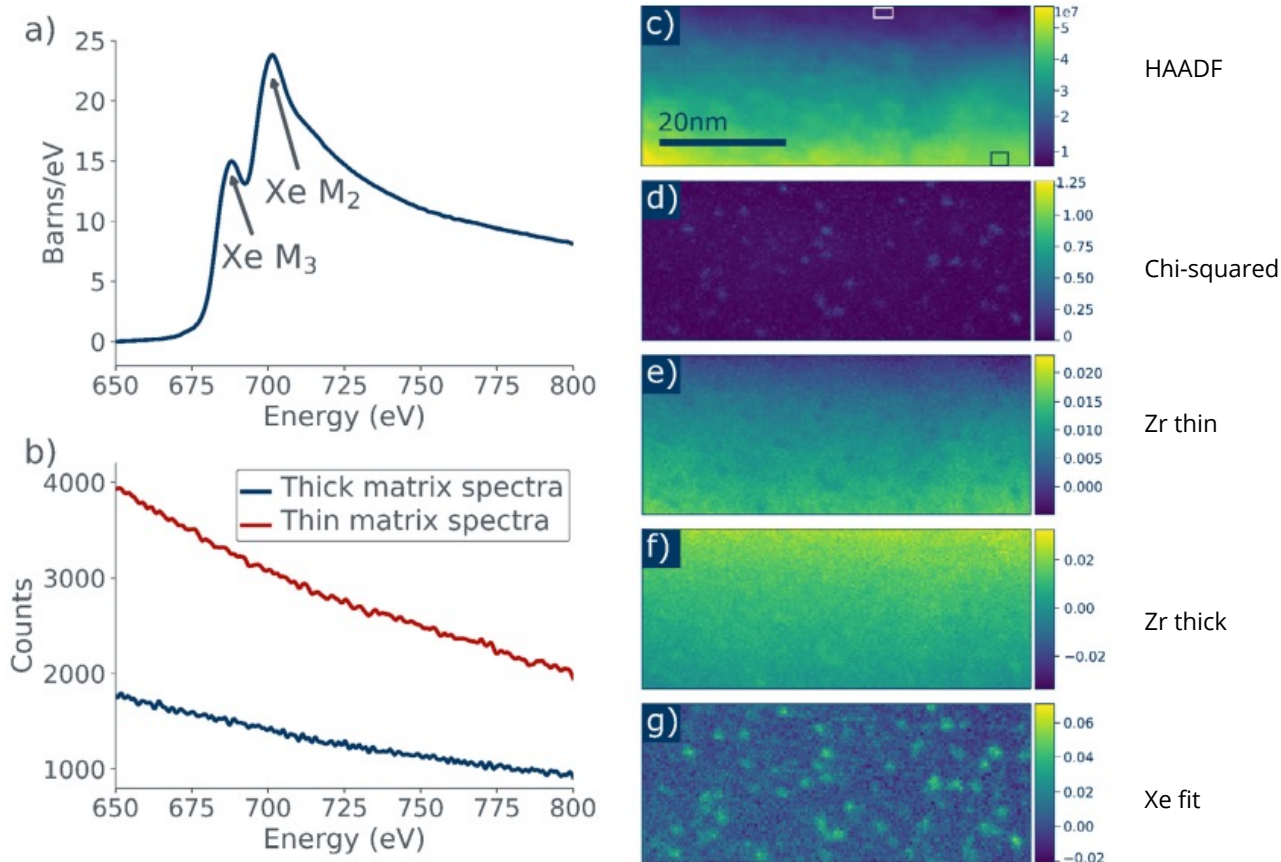 a)
25
20
15
10
5
0
Barns/eV
Xe M₂
Xe M₃
650 675 700 725 750 775 800
Energy (eV)
b)
4000
3000
2000
1000
Counts
Thick matrix spectra
Thin matrix spectra
650 675 700 725 750 775 800
Energy (eV)
c)
20nm
1e7
5
4
3
2
1
HAADF
d)
1.25
1.00
0.75
0.50
0.25
0
Chi-squared
e)
0.020
0.015
0.010
0.005
0.000
Zr thin
f)
0.02
0.00
−0.02
Zr thick
g)
0.06
0.04
0.02
0.00
−0.02
Xe fit